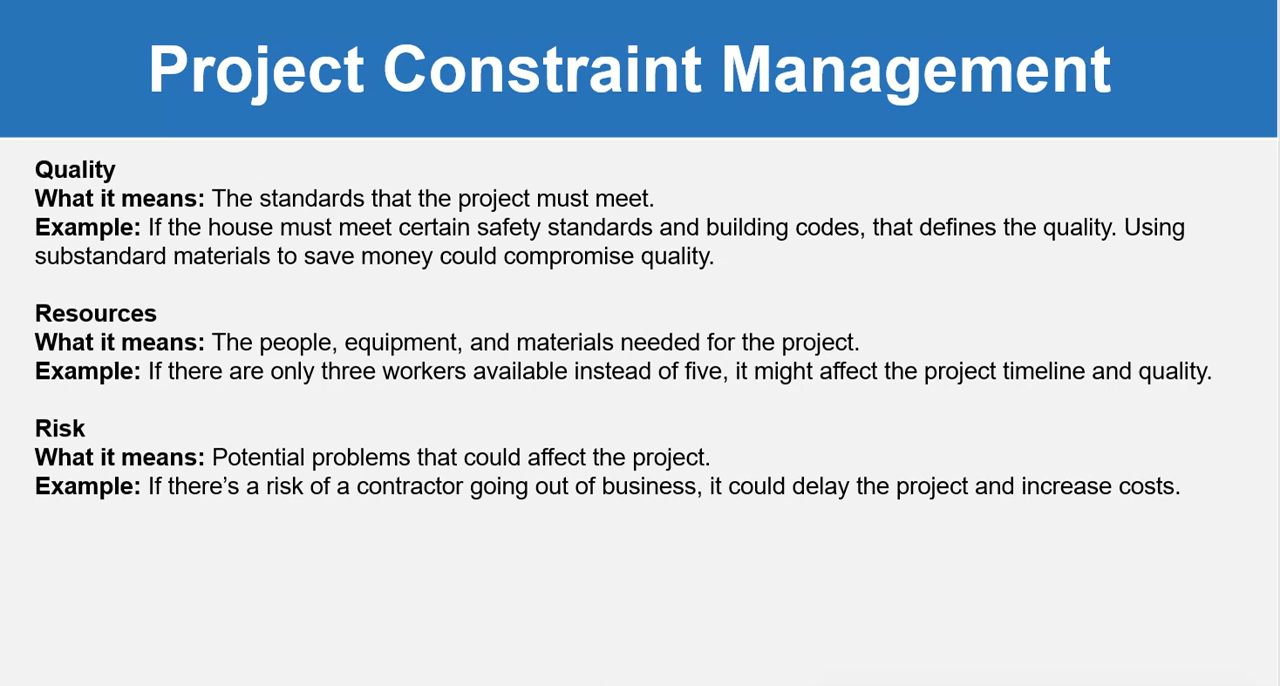 Project Constraint Management
Quality
What it means: The standards that the project must meet.
Example: If the house must meet certain safety standards and building codes, that defines the quality. Using
substandard materials to save money could compromise quality.
Resources
What it means: The people, equipment, and materials needed for the project.
Example: If there are only three workers available instead of five, it might affect the project timeline and quality.
Risk
What it means: Potential problems that could affect the project.
Example: If there’s a risk of a contractor going out of business, it could delay the project and increase costs.